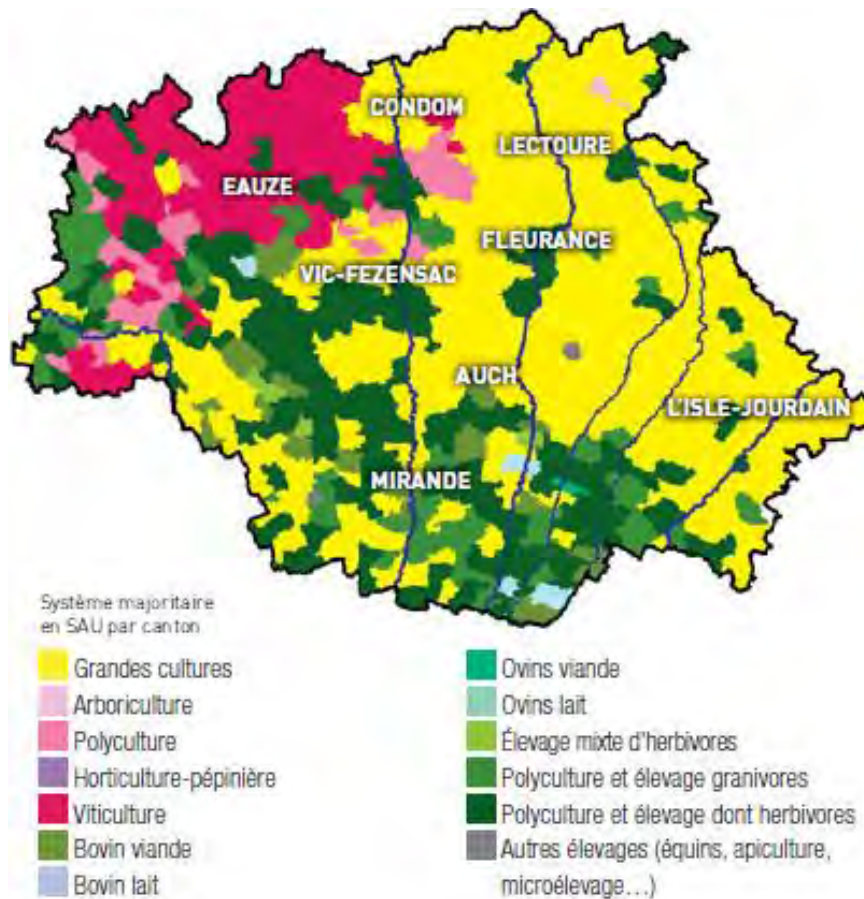 CONDOM
LECTOURE
EAUZE
FLEURANCE
VIC-FEZENSAC
AUCH
L'ISLE-JOURDAIN
MIRANDE
Système majoritaire
en SAU par canton
Grandes cultures
Arboriculture
Polyculture
Horticulture-pépinière
Viticulture
Bovin viande
Bovin lait
Ovins viande
Ovins lait
Élevage mixte d'herbivores
Polyculture et élevage granivores
Polyculture et élevage dont herbivores
Autres élevages (équins, apiculture,
microélevage...)